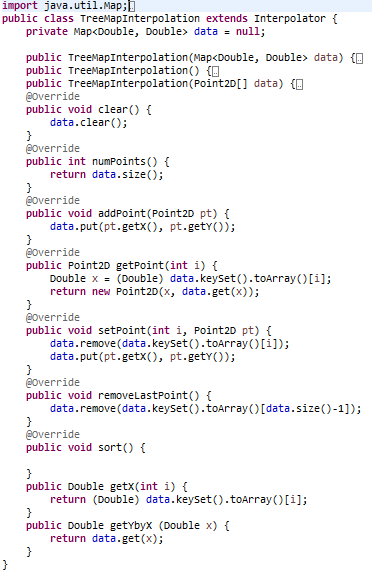 import java.util.Map;
public class TreeMapInterpolation extends Interpolator {
    private Map<Double, Double> data = null;

    public TreeMapInterpolation(Map<Double, Double> data) {
    public TreeMapInterpolation() {
    public TreeMapInterpolation(Point2D[] data) {
    @Override
    public void clear() {
        data.clear();
    }
    @Override
    public int numPoints() {
        return data.size();
    }
    @Override
    public void addPoint(Point2D pt) {
        data.put(pt.getX(), pt.getY());
    }
    @Override
    public Point2D getPoint(int i) {
        Double x = (Double) data.keySet().toArray()[i];
        return new Point2D(x, data.get(x));
    }
    @Override
    public void setPoint(int i, Point2D pt) {
        data.remove(data.keySet().toArray()[i]);
        data.put(pt.getX(), pt.getY());
    }
    @Override
    public void removeLastPoint() {
        data.remove(data.keySet().toArray()[data.size()-1]);
    }
    @Override
    public void sort() {

    }
    public Double getX(int i) {
        return (Double) data.keySet().toArray()[i];
    }
    public Double getYbyX (Double x) {
        return data.get(x);
    }
}